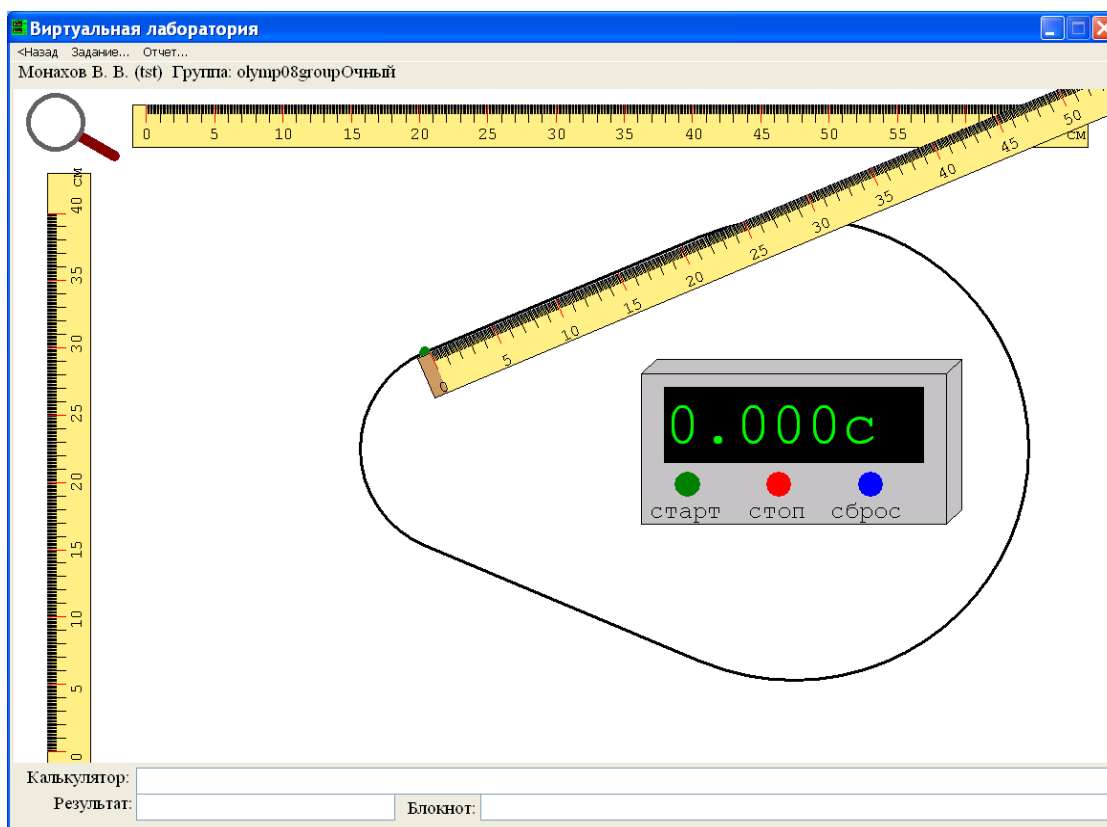 Виртуальная лаборатория
<Назад Задание... Отчет...
Монахов В. В. (tst) Группа: olymp08groupОчный
0 5 10 15 20 25 30 35 40 45 50 55 см
0 5 10 15 20 25 30 35 40 45 50
40 см
35
30
25
20
15
10
5
0
0.000с
старт стоп сброс
Калькулятор:
Результат: Блокнот: